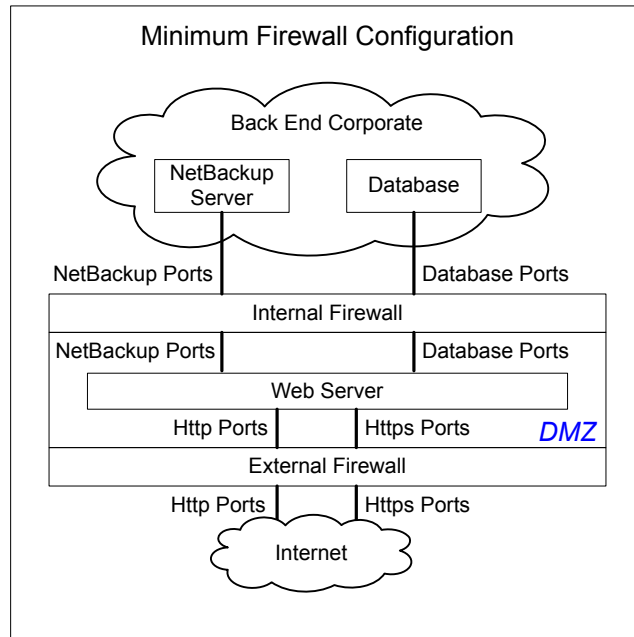 Minimum Firewall Configuration
Back End Corporate
NetBackup
Server
Database
NetBackup Ports
Database Ports
Internal Firewall
NetBackup Ports
Database Ports
Web Server
Http Ports
Https Ports
DMZ
External Firewall
Http Ports
Https Ports
Internet